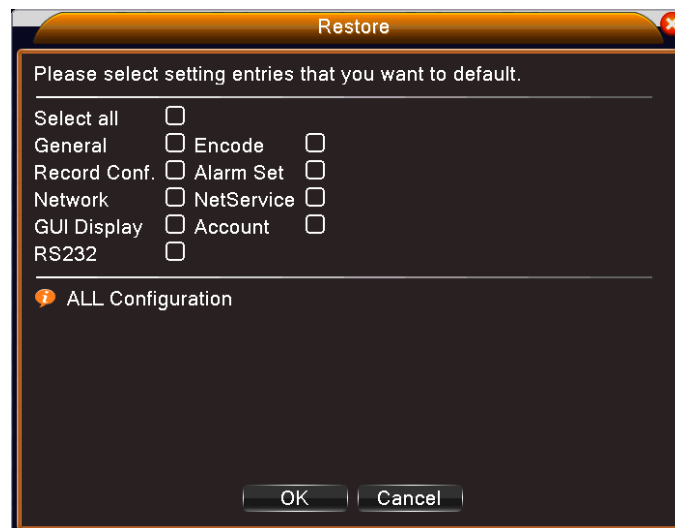 Restore
Please select setting entries that you want to default.
Select all
General Encode
Record Conf. Alarm Set
Network NetService
GUI Display Account
RS232
ALL Configuration
OK Cancel